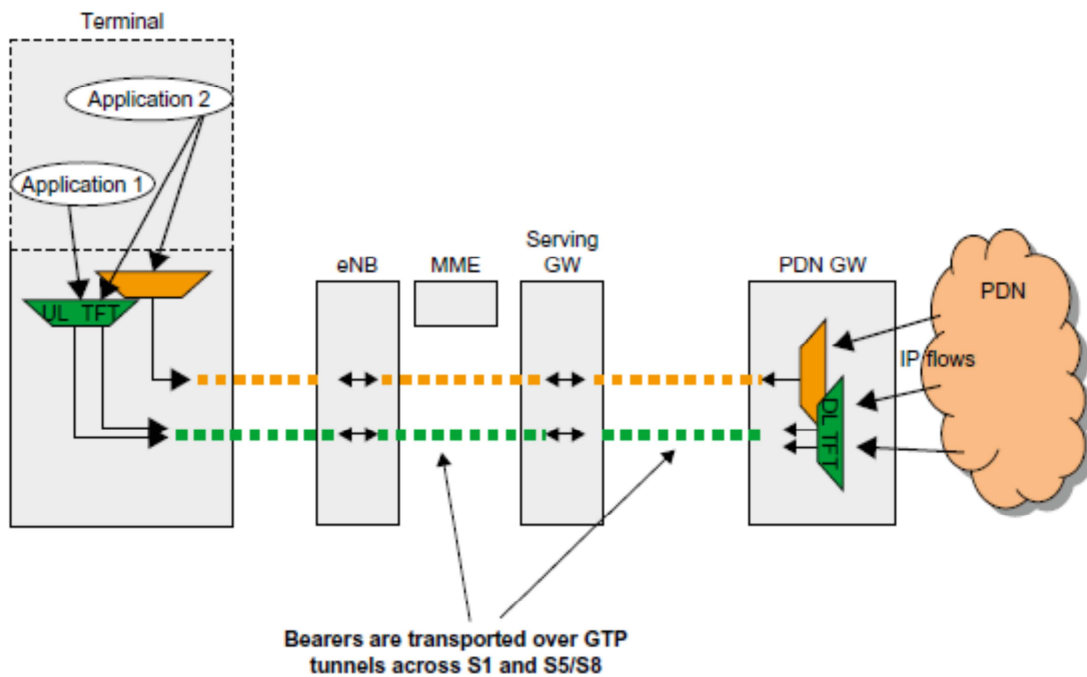 Terminal
Application 2
Application 1
UL TFT
eNB
MME
Serving
GW
PDN GW
PDN
IP flows
DL TFT
Bearers are transported over GTP
tunnels across S1 and S5/S8